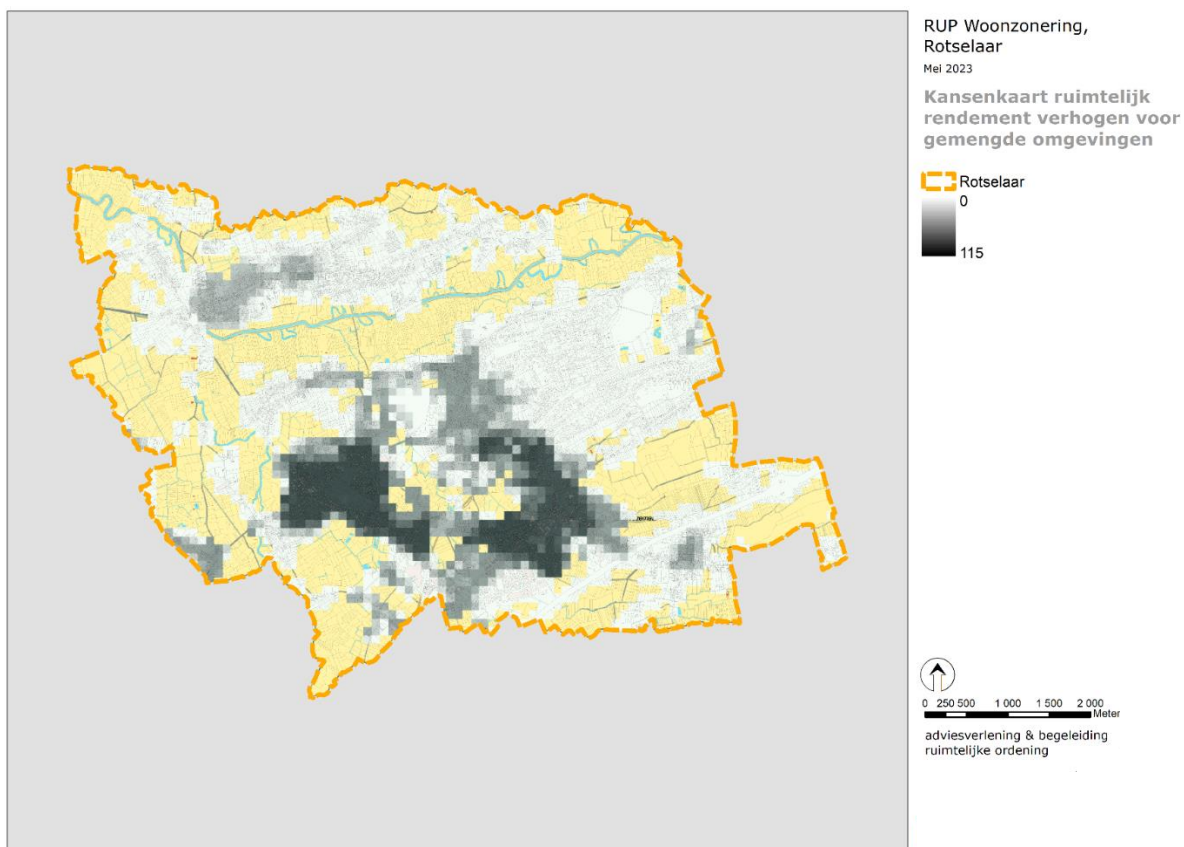 RUP Woonzonering,
Rotselaar
Mei 2023
Kansenkaart ruimtelijk
rendement verhogen voor
gemengde omgevingen
Rotselaar
0
115
0 250 500 1 000 1 500 2 000
Meter
adviesverlening & begeleiding
ruimtelijke ordening